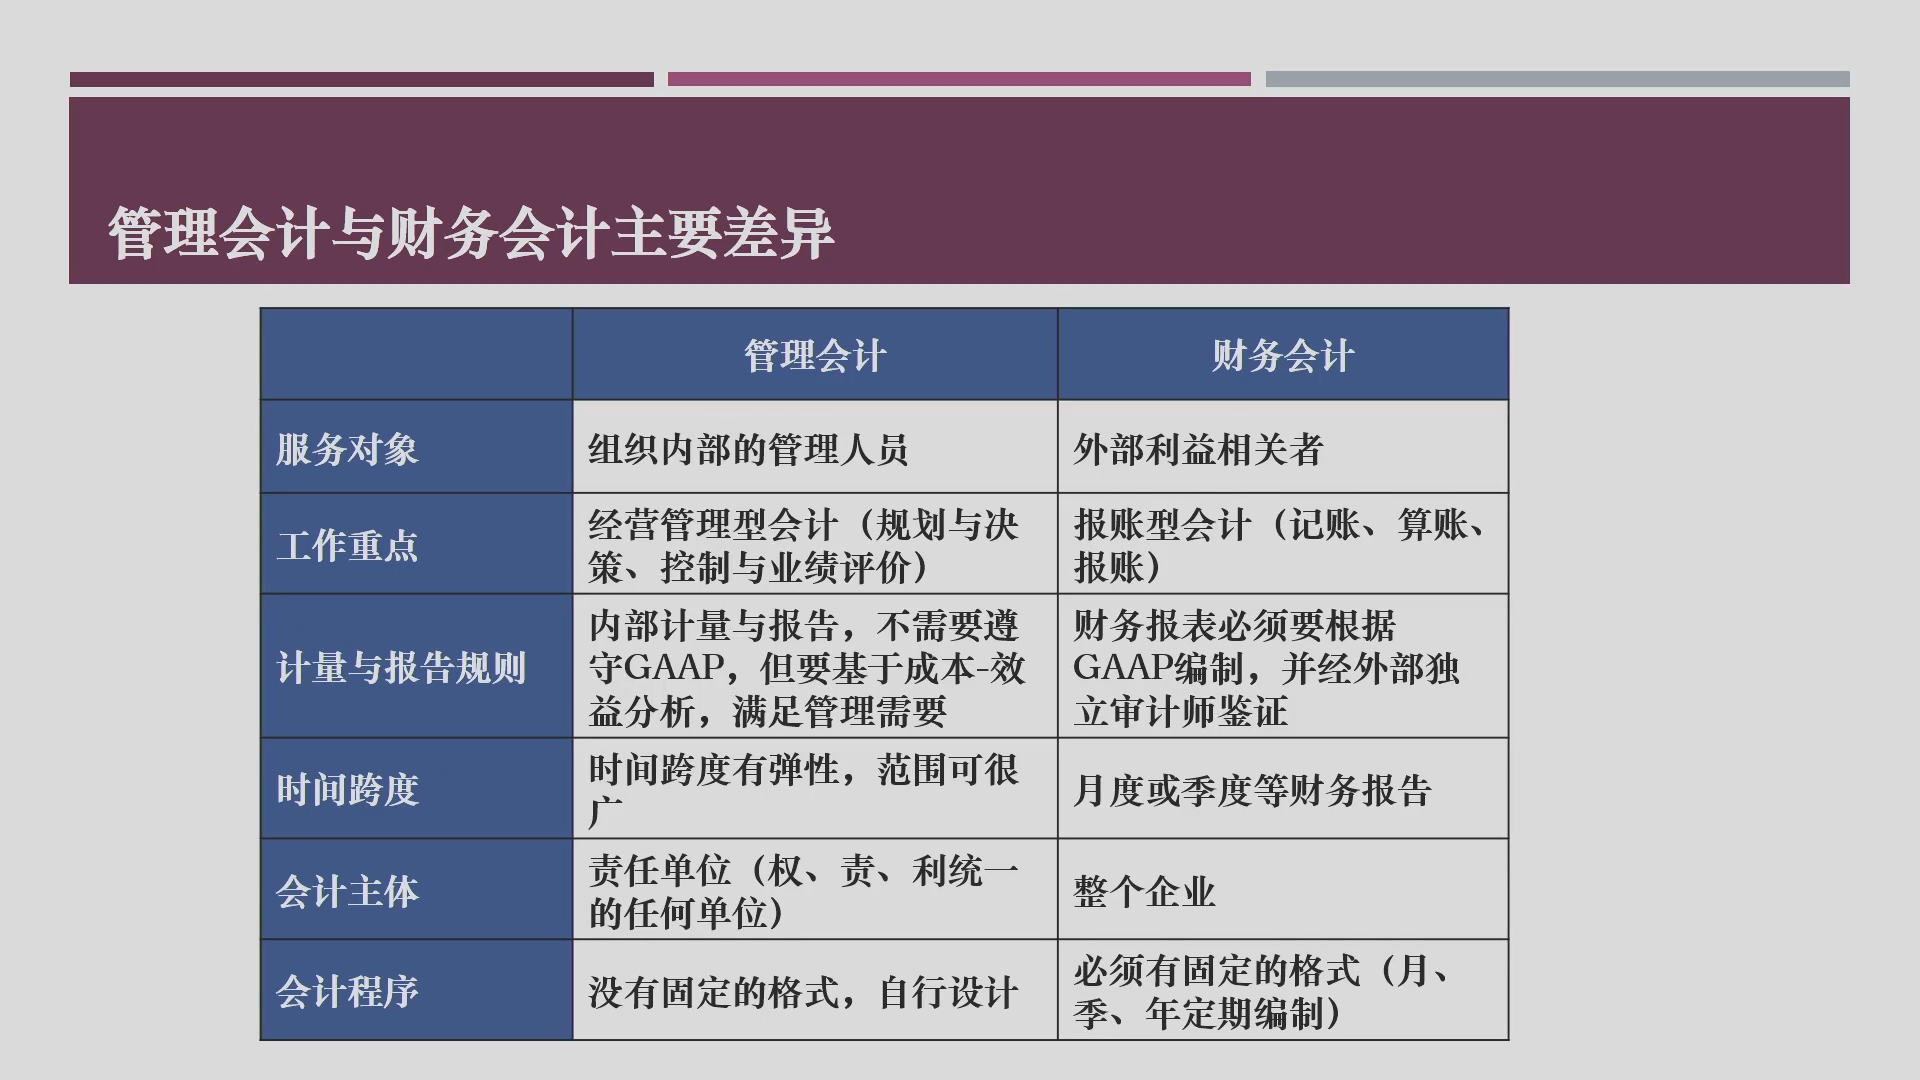 管理会计与财务会计主要差异
管理会计
财务会计
服务对象
组织内部的管理人员
外部利益相关者
工作重点
经营管理型会计（规划与决
策、控制与业绩评价）
报账型会计（记账、算账、
报账）
计量与报告规则
内部计量与报告，不需要遵
守GAAP，但要基于成本-效
益分析，满足管理需要
财务报表必须要根据
GAAP编制，并经外部独
立审计师鉴证
时间跨度
时间跨度有弹性，范围可很
广
月度或季度等财务报告
会计主体
责任单位（权、责、利统一
的任何单位）
整个企业
会计程序
没有固定的格式，自行设计
必须有固定的格式（月、
季、年定期编制）